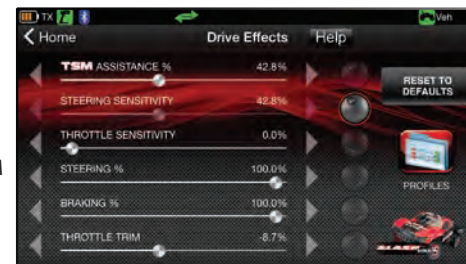 TX
Veh
Home
Drive Effects
Help
TSM ASSISTANCE %
42.8%
STEERING SENSITIVITY
42.8%
THROTTLE SENSITIVITY
0.0%
STEERING %
100.0%
BRAKING %
100.0%
THROTTLE TRIM
-8.7%
RESET TO
DEFAULTS
PROFILES
SLASH